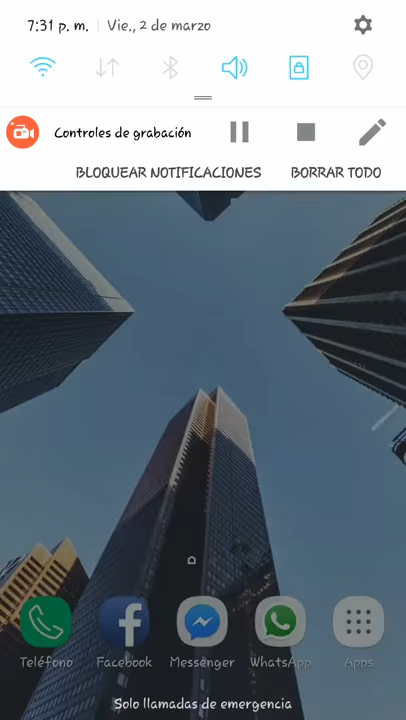 7:31 p. m. | Vie., 2 de marzo
Controles de grabación
BLOQUEAR NOTIFICACIONES BORRAR TODO
Teléfono Facebook Messenger WhatsApp Apps
Solo llamadas de emergencia